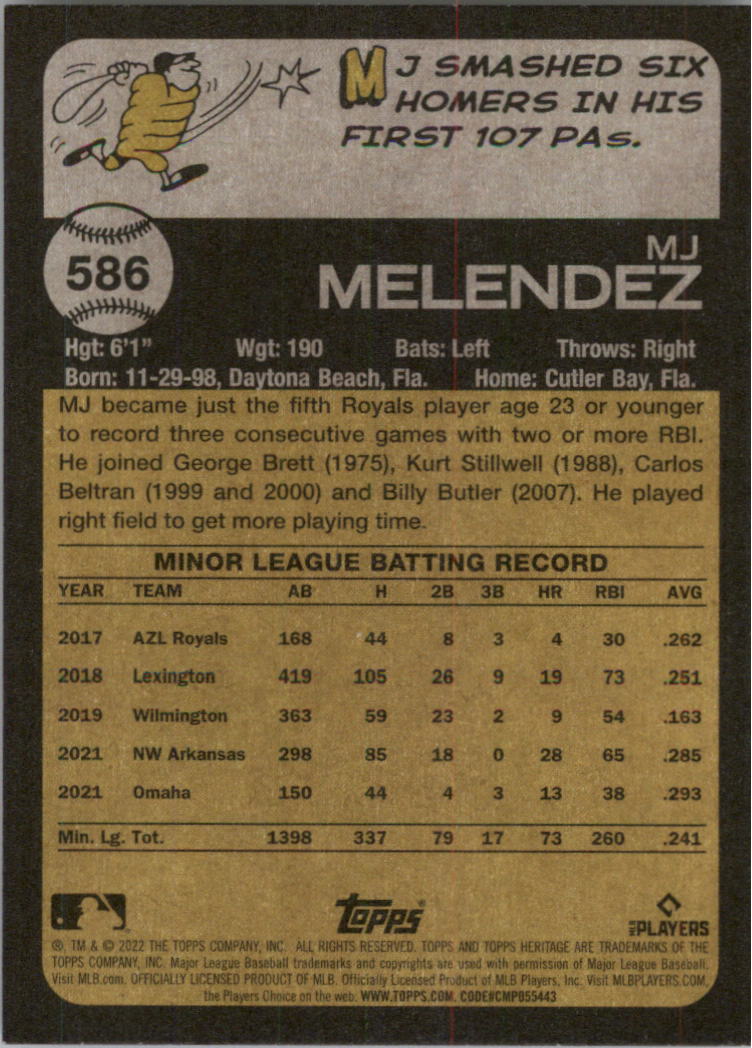 MJ SMASHED SIX
HOMERS IN HIS
FIRST 107 PAs.
586
MJ
MELENDEZ
Hgt: 6'1" Wgt: 190 Bats: Left Throws: Right
Born: 11-29-98, Daytona Beach, Fla. Home: Cutler Bay, Fla.
MJ became just the fifth Royals player age 23 or younger
to record three consecutive games with two or more RBI.
He joined George Brett (1975), Kurt Stillwell (1988), Carlos
Beltran (1999 and 2000) and Billy Butler (2007). He played
right field to get more playing time.
MINOR LEAGUE BATTING RECORD
YEAR TEAM AB H 2B 3B HR RBI AVG
2017 AZL Royals 168 44 8 3 4 30 .262
2018 Lexington 419 105 26 9 19 73 .251
2019 Wilmington 363 59 23 2 9 54 .163
2021 NW Arkansas 298 85 18 0 28 65 .285
2021 Omaha 150 44 4 3 13 38 .293
Min. Lg. Tot. 1398 337 79 17 73 260 .241
topps® MLB PLAYERS
®, TM & © 2022 THE TOPPS COMPANY, INC. ALL RIGHTS RESERVED. TOPPS AND TOPPS HERITAGE ARE TRADEMARKS OF THE
TOPPS COMPANY, INC. Major League Baseball trademarks and copyrights are used with permission of Major League Baseball.
Visit MLB.com. OFFICIALLY LICENSED PRODUCT OF MLB. Officially Licensed Product of MLB Players, Inc. Visit MLBPLAYERS.COM,
the Players Choice on the web. WWW.TOPPS.COM. CODE#CMP055443